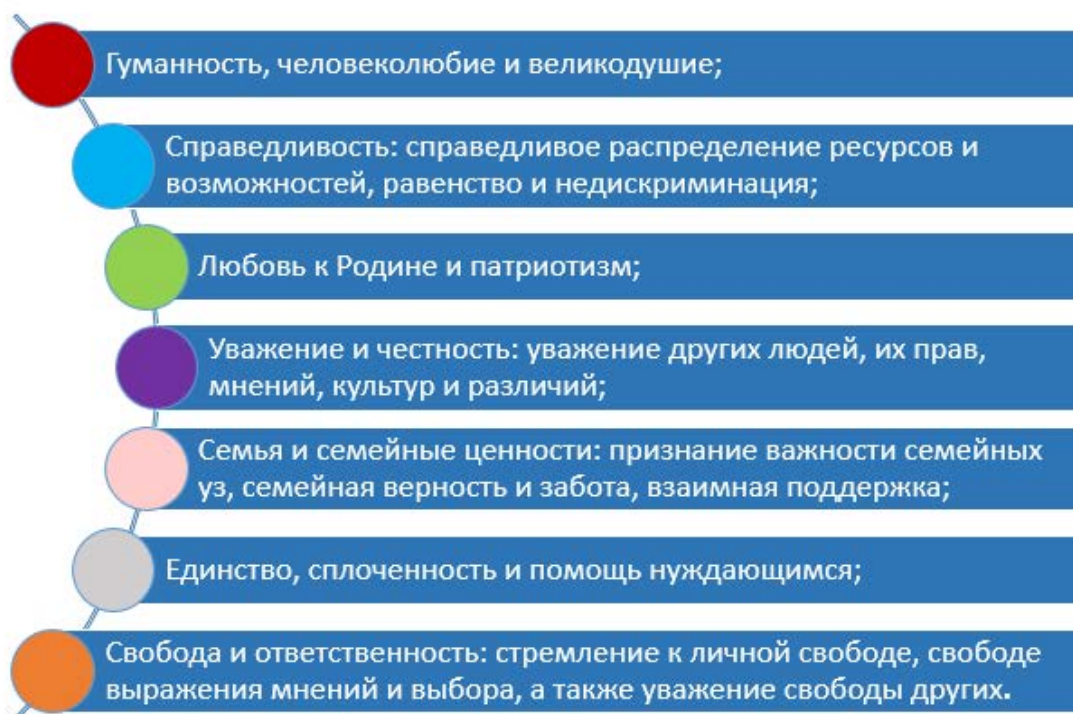 Гуманность, человеколюбие и великодушие;
Справедливость: справедливое распределение ресурсов и
возможностей, равенство и недискриминация;
Любовь к Родине и патриотизм;
Уважение и честность: уважение других людей, их прав,
мнений, культур и различий;
Семья и семейные ценности: признание важности семейных
уз, семейная верность и забота, взаимная поддержка;
Единство, сплоченность и помощь нуждающимся;
Свобода и ответственность: стремление к личной свободе, свободе
выражения мнений и выбора, а также уважение свободы других.